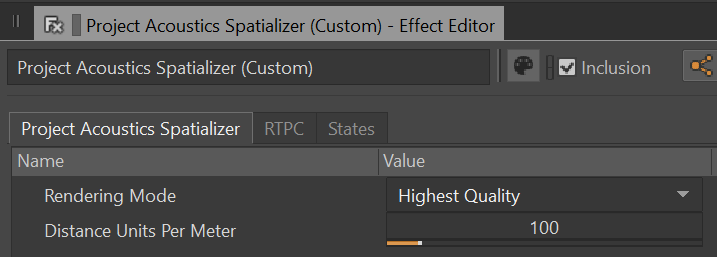 Fx Project Acoustics Spatializer (Custom) - Effect Editor
Project Acoustics Spatializer (Custom) Inclusion
Project Acoustics Spatializer RTPC States
Name Value
Rendering Mode Highest Quality
Distance Units Per Meter 100